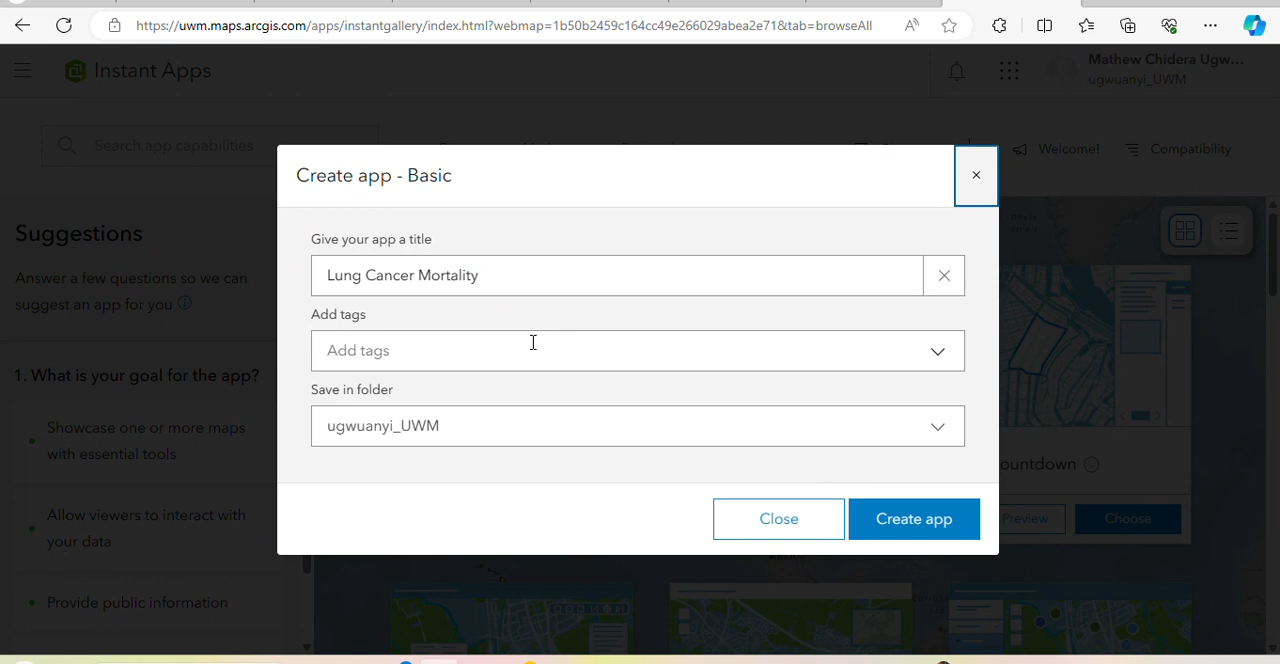 https://uwm.maps.arcgis.com/apps/instantgallery/index.html?webmap=1b50b2459c164cc49e266029abea2e71&tab=browseAll
Instant Apps
Mathew Chidera Ugw...
ugwuanyi_UWM
Search app capabilities
Welcome!
Compatibility
Create app - Basic
Suggestions
Answer a few questions so we can
suggest an app for you
Give your app a title
Lung Cancer Mortality
Add tags
Add tags
Save in folder
ugwuanyi_UWM
1. What is your goal for the app?
Showcase one or more maps
with essential tools
Allow viewers to interact with
your data
Provide public information
ountdown
Preview
Choose
Close
Create app